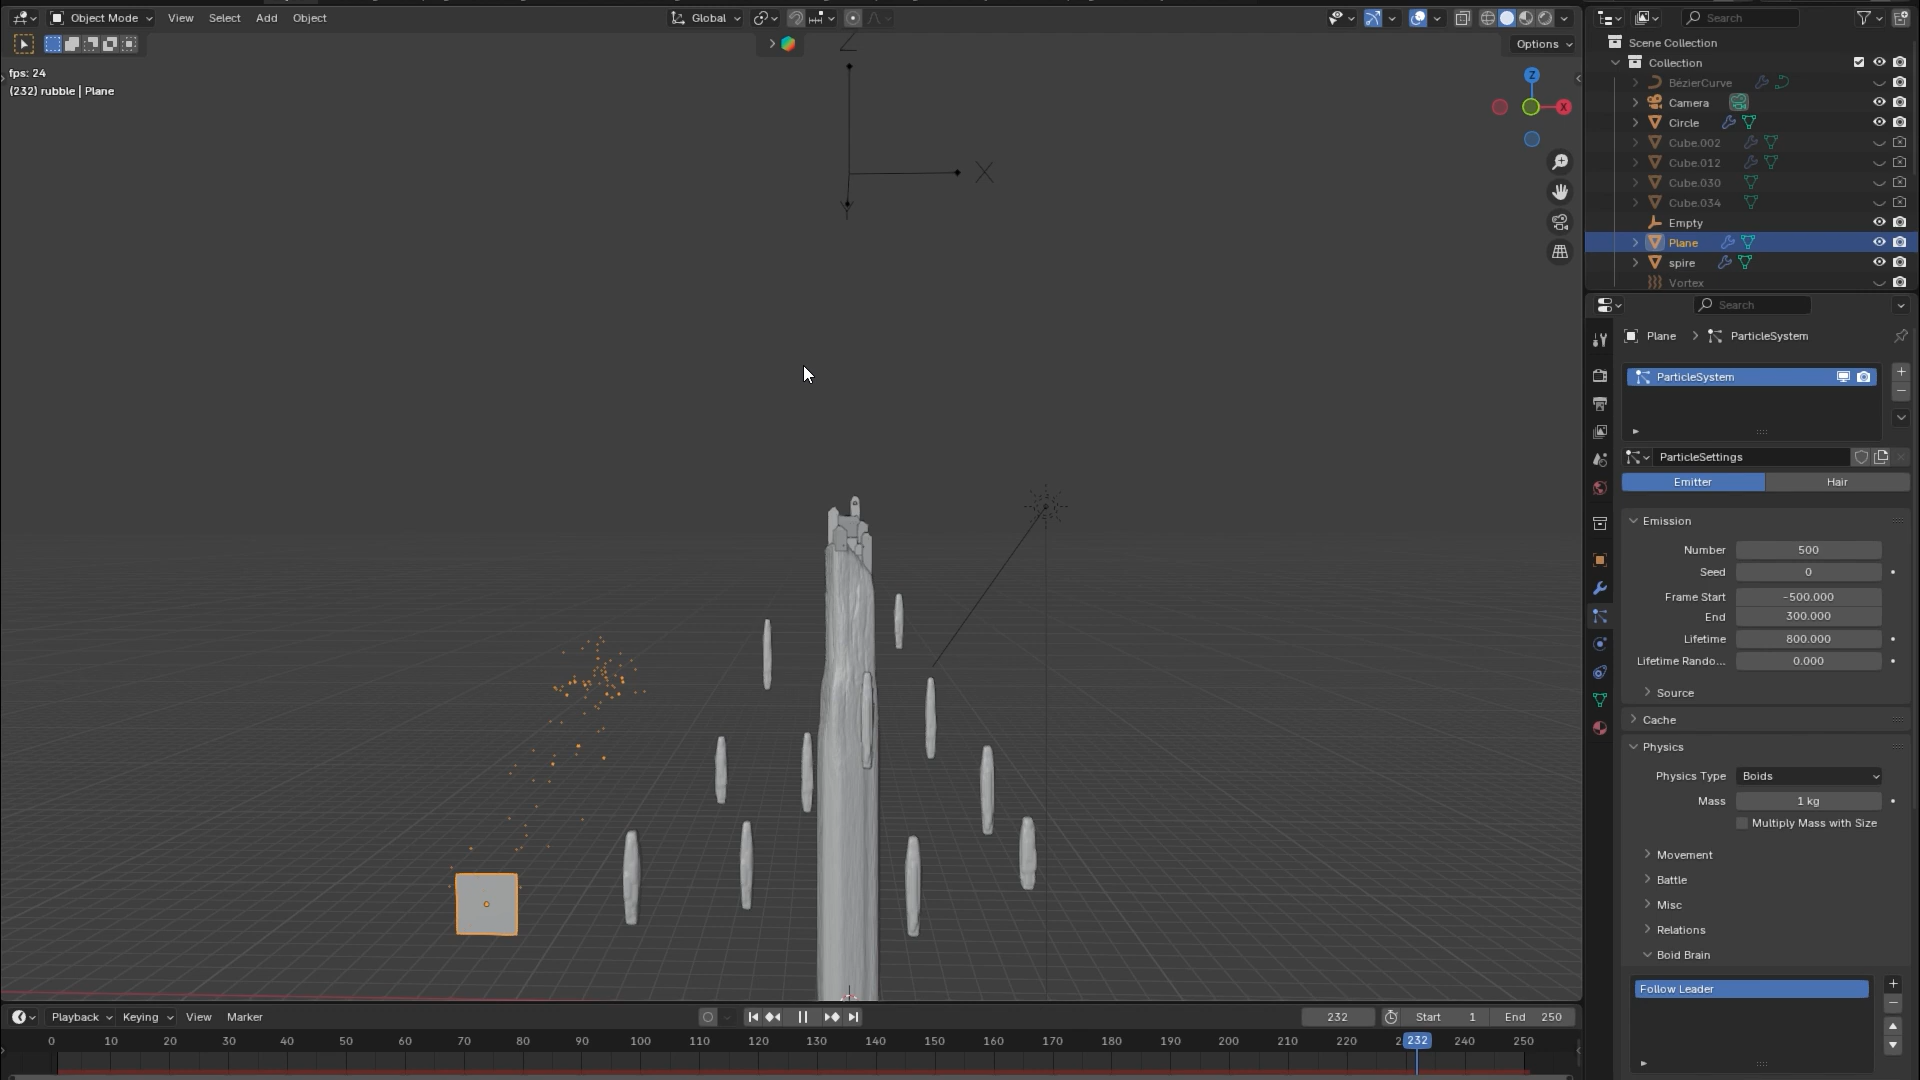 Object Mode View Select Add Object Global
Options
fps: 24
(232) rubble | Plane
Z
X
Y
Z
X
Search
Scene Collection
Collection
BézierCurve
Camera
Circle
Cube.002
Cube.012
Cube.030
Cube.034
Empty
Plane
spire
Vortex
Search
Plane > ParticleSystem
ParticleSystem
ParticleSettings
Emitter Hair
Emission
Number 500
Seed 0
Frame Start -500.000
End 300.000
Lifetime 800.000
Lifetime Rando... 0.000
Source
Cache
Physics
Physics Type Boids
Mass 1 kg
Multiply Mass with Size
Movement
Battle
Misc
Relations
Boid Brain
Follow Leader
Playback Keying View Marker 232 Start 1 End 250
0 10 20 30 40 50 60 70 80 90 100 110 120 130 140 150 160 170 180 190 200 210 220 232 240 250